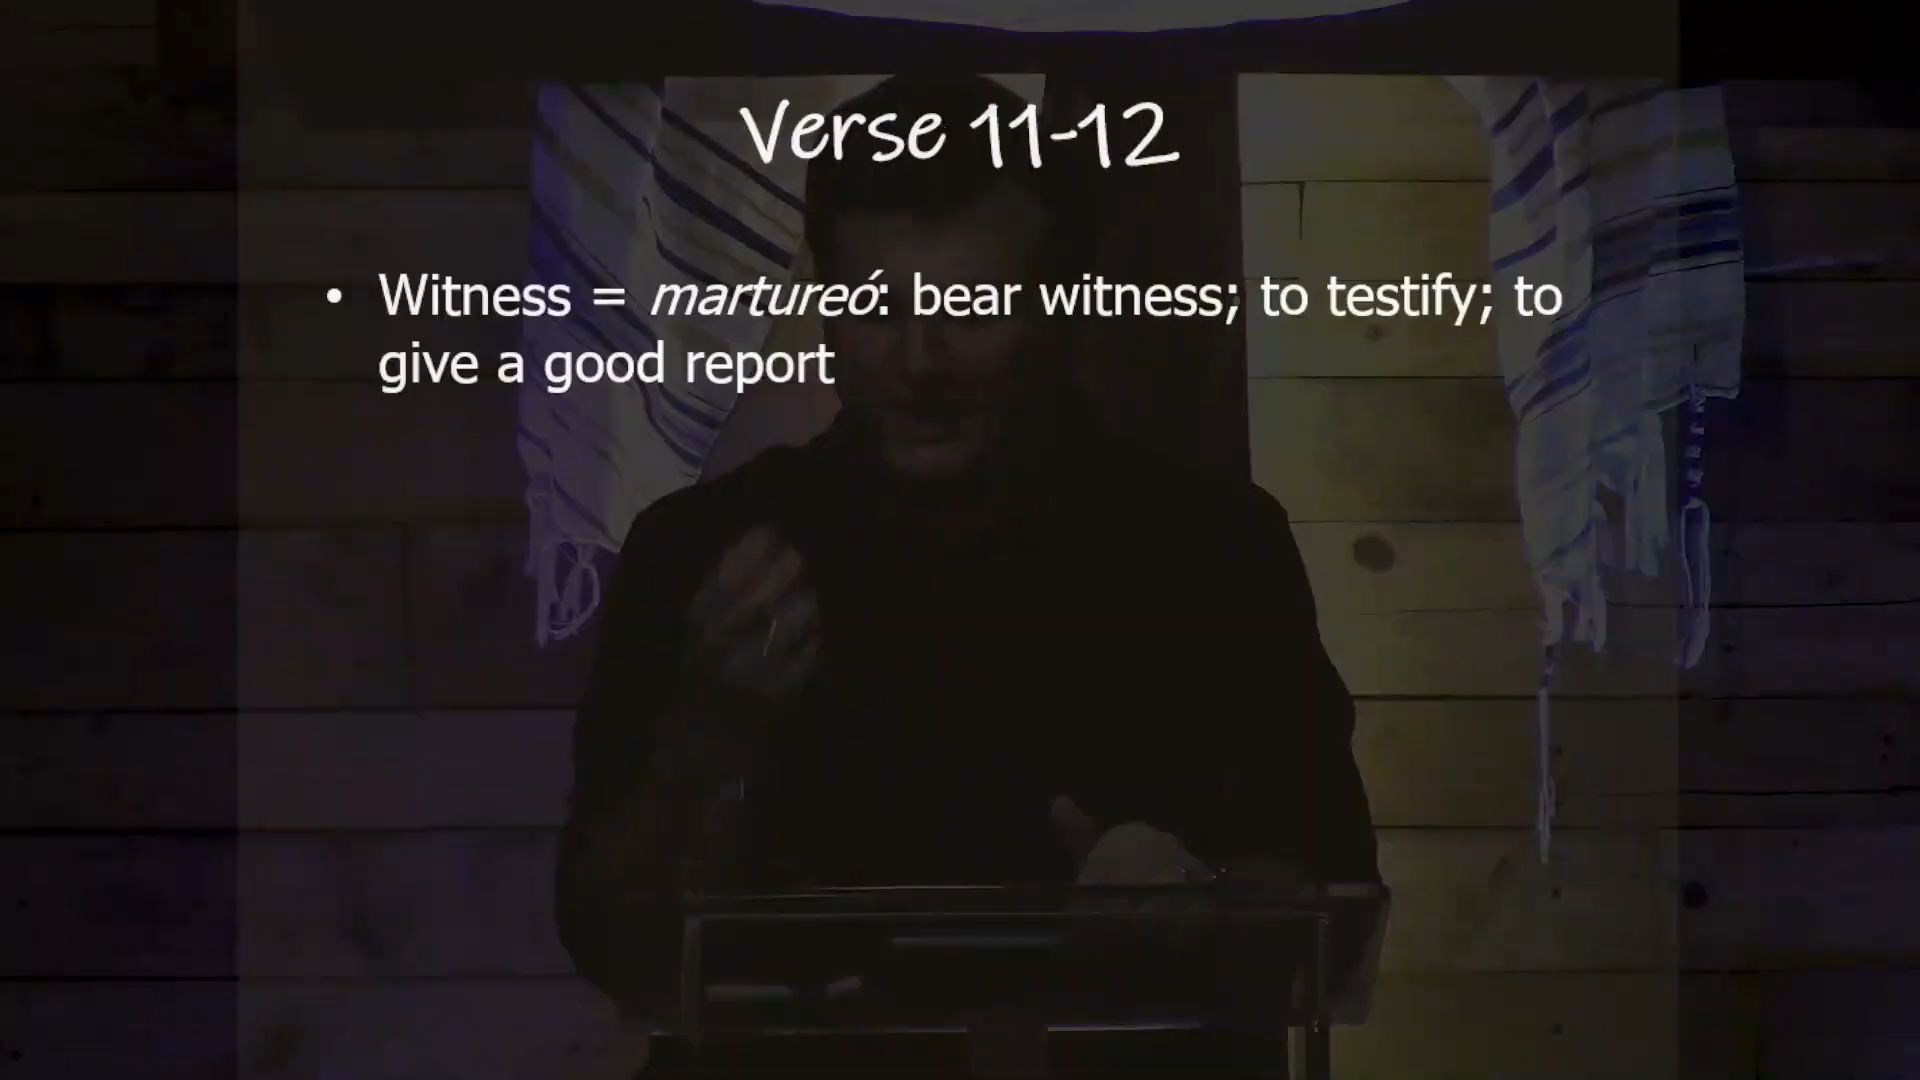 Verse 11-12
• Witness = martureó: bear witness; to testify; to
give a good report